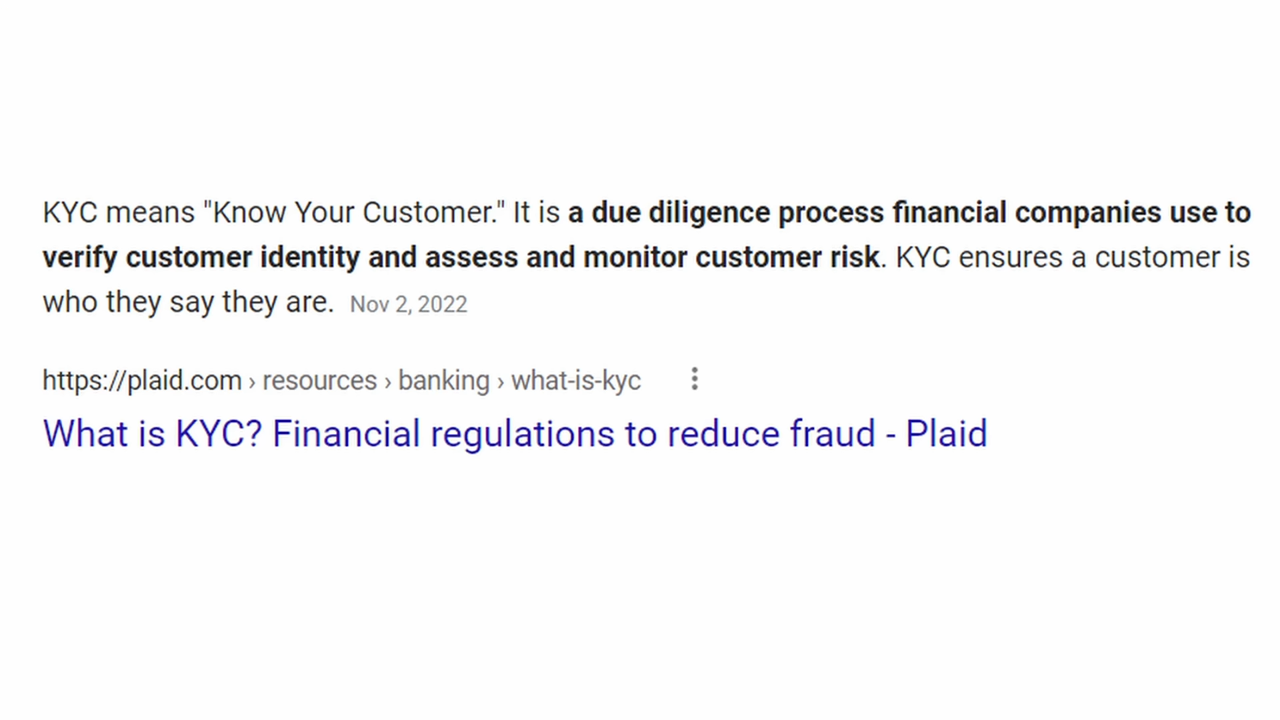 KYC means "Know Your Customer." It is a due diligence process financial companies use to
verify customer identity and assess and monitor customer risk. KYC ensures a customer is
who they say they are. Nov 2, 2022
https://plaid.com › resources › banking › what-is-kyc
What is KYC? Financial regulations to reduce fraud - Plaid